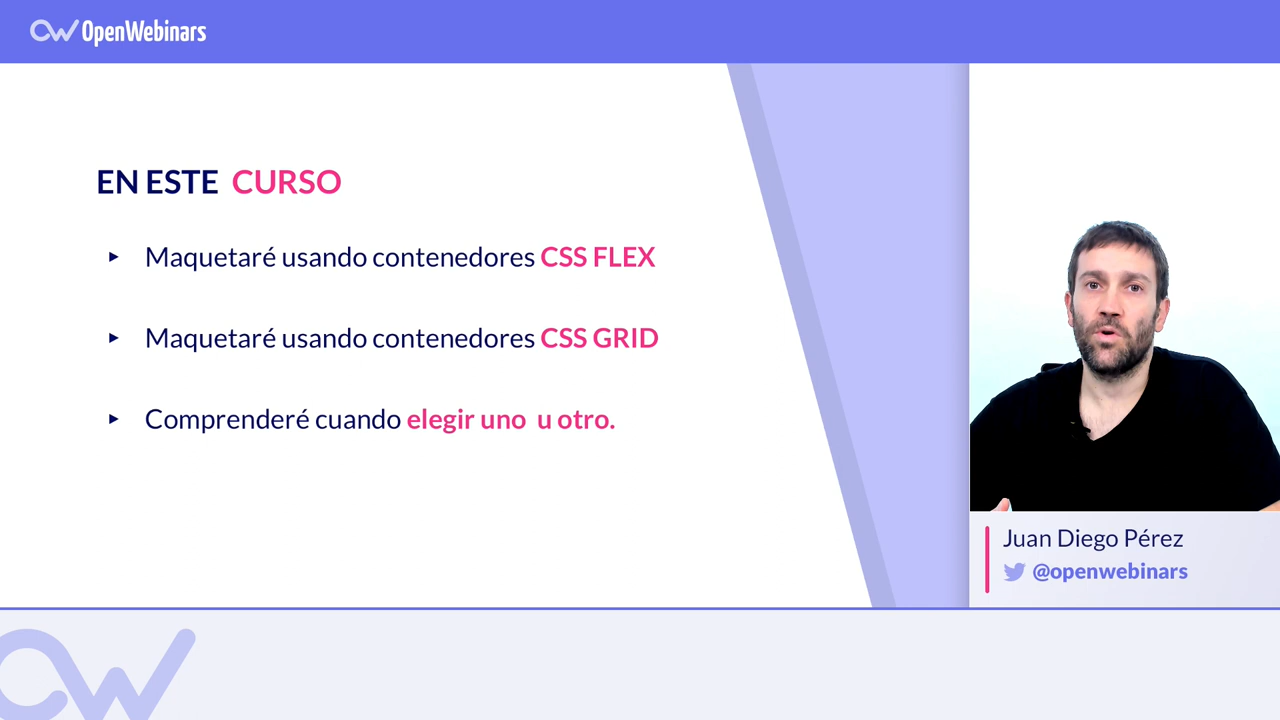 OpenWebinars
EN ESTE CURSO
▸ Maquetaré usando contenedores CSS FLEX
▸ Maquetaré usando contenedores CSS GRID
▸ Comprenderé cuando elegir uno u otro.
Juan Diego Pérez
@openwebinars